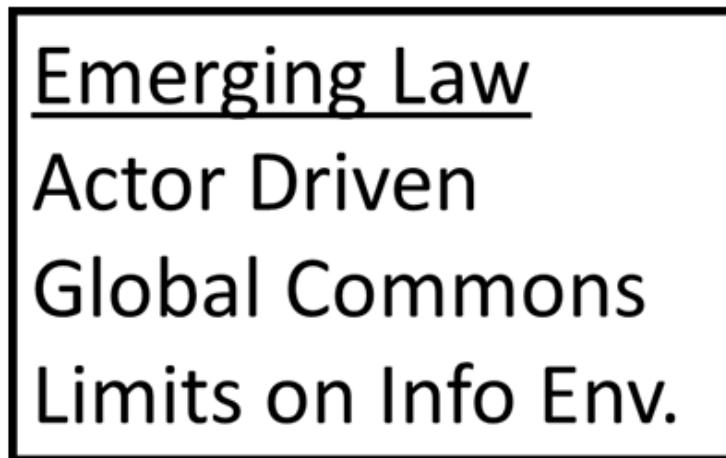 Emerging Law
Actor Driven
Global Commons
Limits on Info Env.